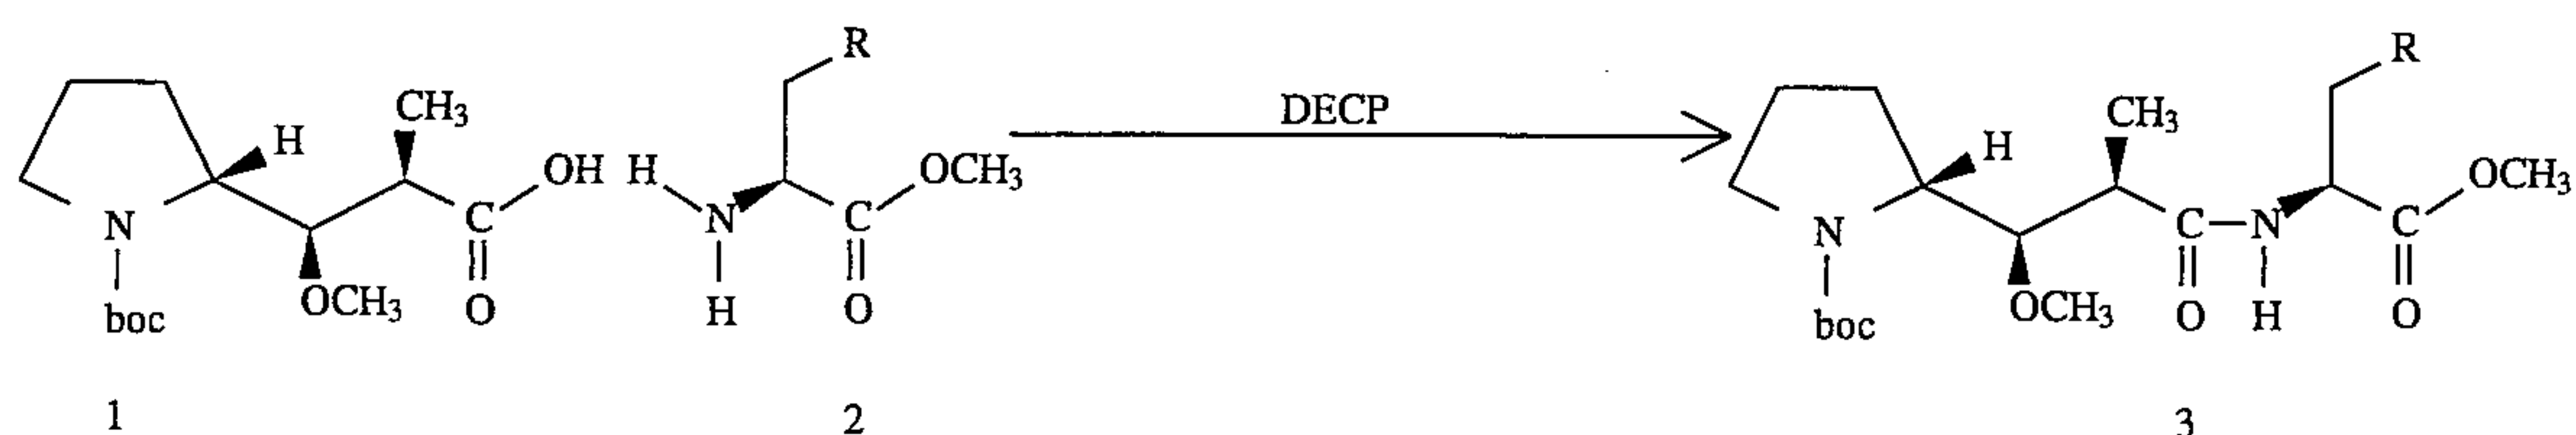 R R
CH₃ DECP CH₃
H H
OH H OCH₃ OCH₃
N C N C N C N C
OCH₃ O H O OCH₃ O H O
boc boc
1 2 3